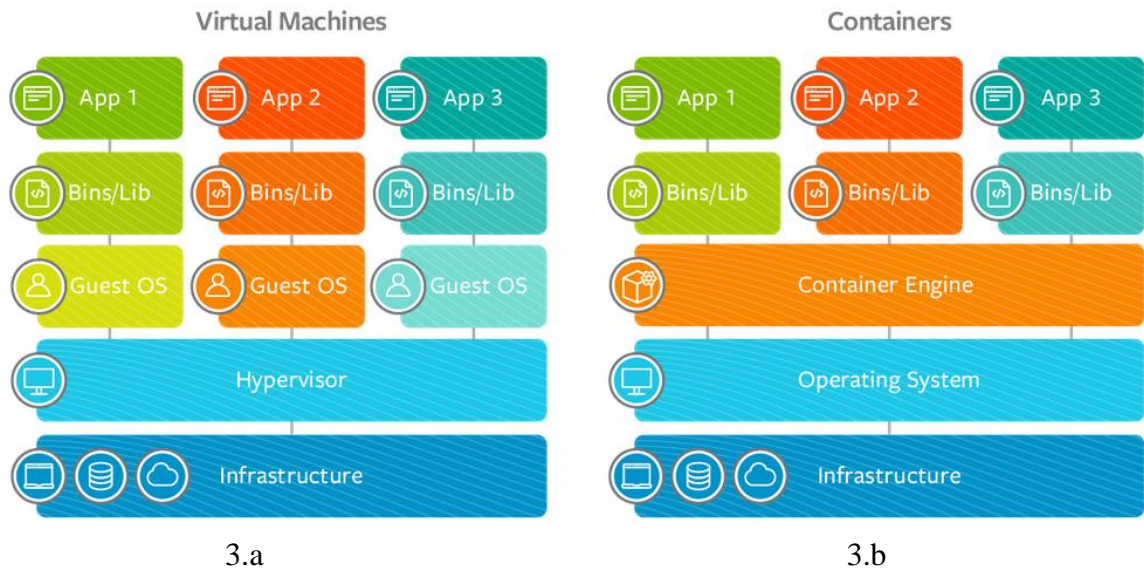 Virtual Machines
App 1
App 2
App 3
Bins/Lib
Bins/Lib
Bins/Lib
Guest OS
Guest OS
Guest OS
Hypervisor
Infrastructure
3.a
Containers
App 1
App 2
App 3
Bins/Lib
Bins/Lib
Bins/Lib
Container Engine
Operating System
Infrastructure
3.b